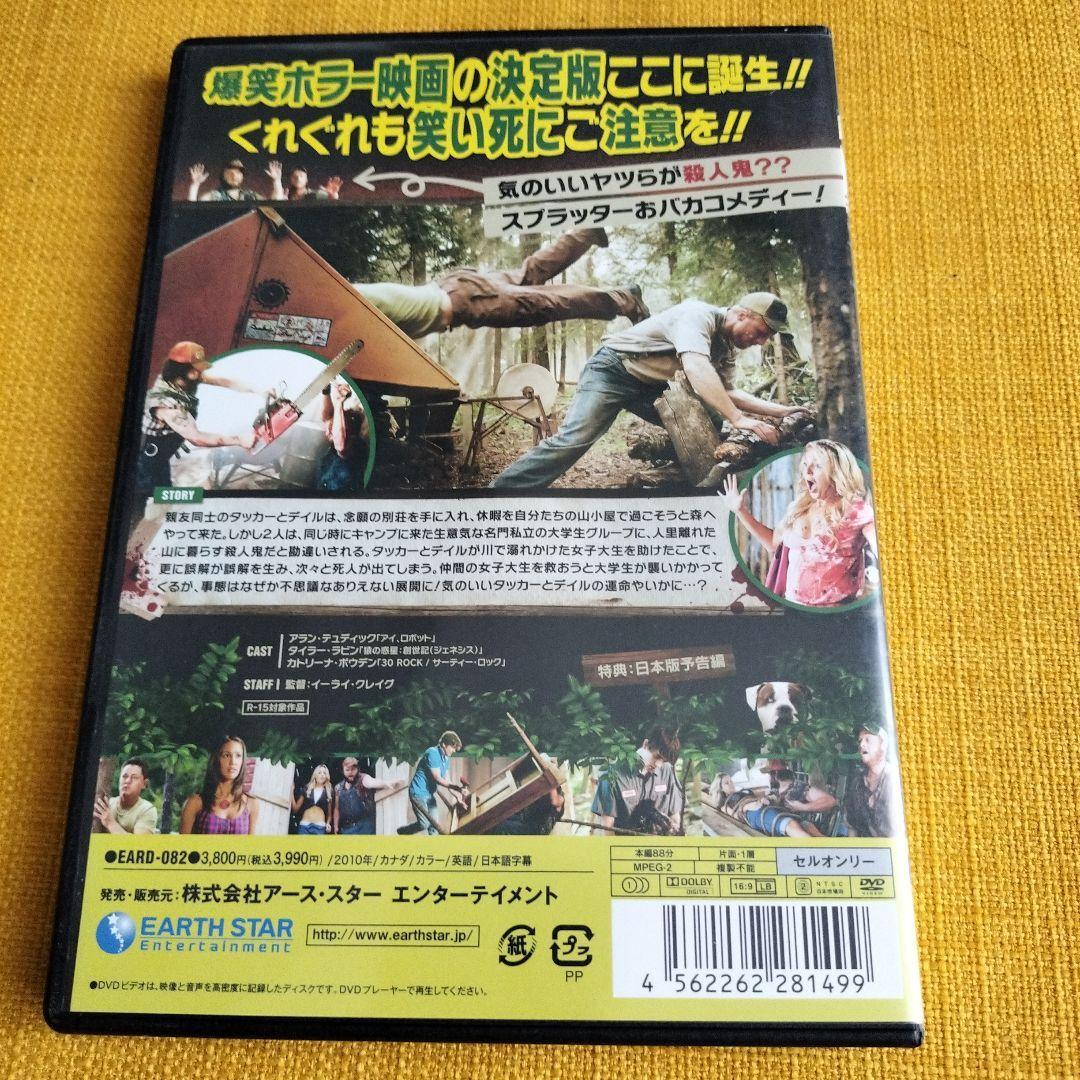 爆笑ホラー映画の決定版ここに誕生!!
くれぐれも笑い死にご注意を!!
気のいいヤツらが殺人鬼??
スプラッターおバカコメディー!
STORY
親友同士のタッカーとデイルは、念願の別荘を手に入れ、休暇を自分たちの山小屋で過ごそうと森へ
やって来た。しかし2人は、同じ時にキャンプに来た生意気な名門私立の大学生グループに、人里離れた
山に暮らす殺人鬼だと勘違いされる。タッカーとデイルが川で溺れかけた女子大生を助けたことで、
更に誤解が誤解を生み、次々と死人が出てしまう。仲間の女子大生を救おうと大学生が襲いかかって
くるが、事態はなぜか不思議なありえない展開に!気のいいタッカーとデイルの運命やいかに…?
CAST
アラン・テュディック「アイ,ロボット」
タイラー・ラビン「猿の惑星:創世記(ジェネシス)」
カトリーナ・ボウデン「30 ROCK / サーティー・ロック」
STAFF 監督:イーライ・クレイグ
R-15対象作品
特典:日本版予告編
●EARD-082●3,800円(税込3,990円)/2010年/カナダ/カラー/英語/日本語字幕
発売・販売元:株式会社アース・スター エンターテイメント
EARTH STAR
Entertainment
http://www.earthstar.jp/
紙
プラ
PP
本編88分
片面・1層
セルオンリー
MPEG-2
複製不能
DOLBY
DIGITAL
16:9 LB
2
NTSC
日本市場向
DVD
VIDEO
4 562262 281499
●DVDビデオは、映像と音声を高密度に記録したディスクです。DVDプレーヤーで再生してください。